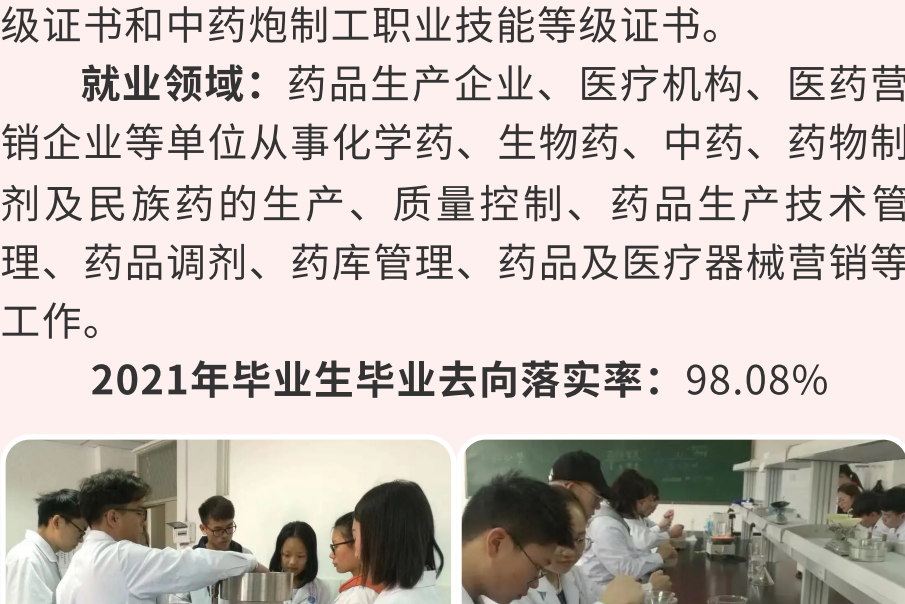 级证书和中药炮制工职业技能等级证书。
就业领域：药品生产企业、医疗机构、医药营
销企业等单位从事化学药、生物药、中药、药物制
剂及民族药的生产、质量控制、药品生产技术管
理、药品调剂、药库管理、药品及医疗器械营销等
工作。
2021年毕业生毕业去向落实率：98.08%